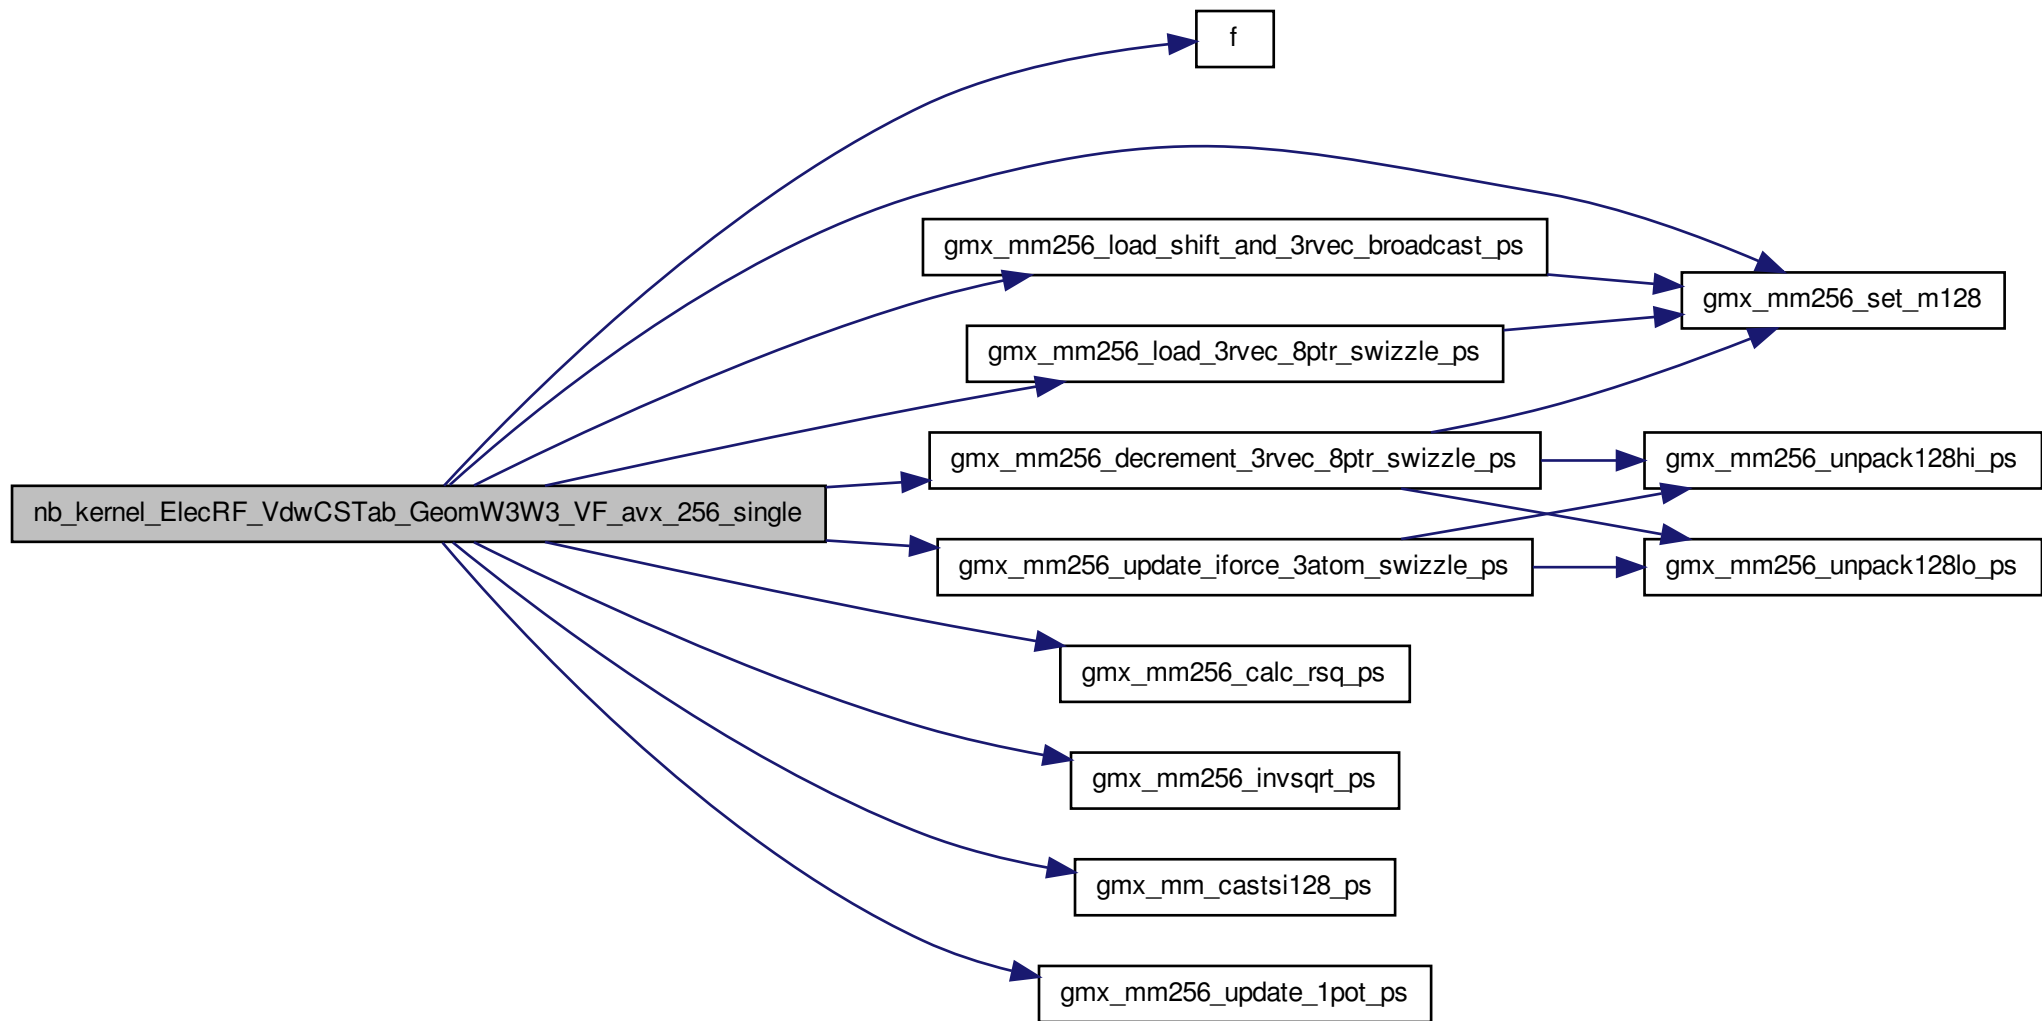 f
gmx_mm256_load_shift_and_3rvec_broadcast_ps
gmx_mm256_set_m128
gmx_mm256_load_3rvec_8ptr_swizzle_ps
gmx_mm256_decrement_3rvec_8ptr_swizzle_ps
gmx_mm256_unpack128hi_ps
nb_kernel_ElecRF_VdwCSTab_GeomW3W3_VF_avx_256_single
gmx_mm256_update_iforce_3atom_swizzle_ps
gmx_mm256_unpack128lo_ps
gmx_mm256_calc_rsq_ps
gmx_mm256_invsqrt_ps
gmx_mm_castsi128_ps
gmx_mm256_update_1pot_ps